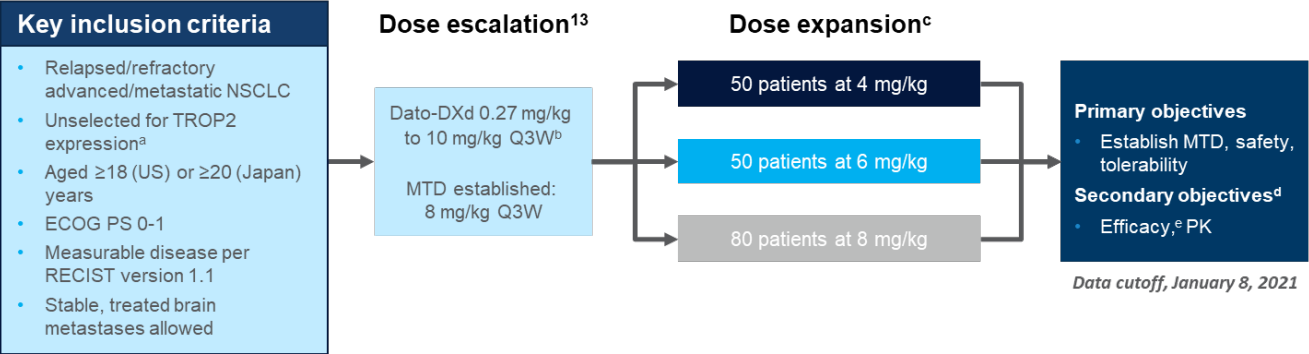 Key inclusion criteria
• Relapsed/refractory
advanced/metastatic NSCLC
• Unselected for TROP2
expressionᵃ
• Aged ≥18 (US) or ≥20 (Japan)
years
• ECOG PS 0-1
• Measurable disease per
RECIST version 1.1
• Stable, treated brain
metastases allowed
Dose escalation¹³
Dato-DXd 0.27 mg/kg
to 10 mg/kg Q3Wᵇ
MTD established:
8 mg/kg Q3W
Dose expansionᶜ
50 patients at 4 mg/kg
50 patients at 6 mg/kg
80 patients at 8 mg/kg
Primary objectives
• Establish MTD, safety,
tolerability
Secondary objectivesᵈ
• Efficacy,ᵉ PK
Data cutoff, January 8, 2021